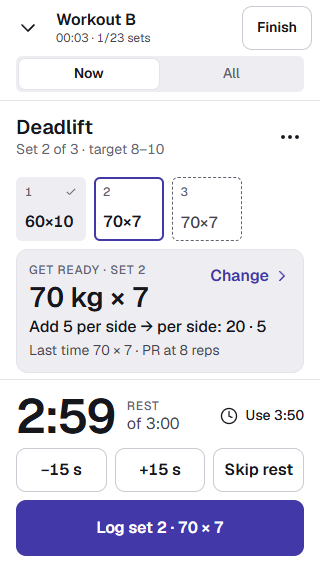 Workout B
00:03 · 1/23 sets
Finish
Now
All
Deadlift
Set 2 of 3 · target 8–10
1
60×10
2
70×7
3
70×7
GET READY · SET 2
Change
70 kg × 7
Add 5 per side → per side: 20 · 5
Last time 70 × 7 · PR at 8 reps
2:59
REST
of 3:00
Use 3:50
−15 s
+15 s
Skip rest
Log set 2 · 70 × 7